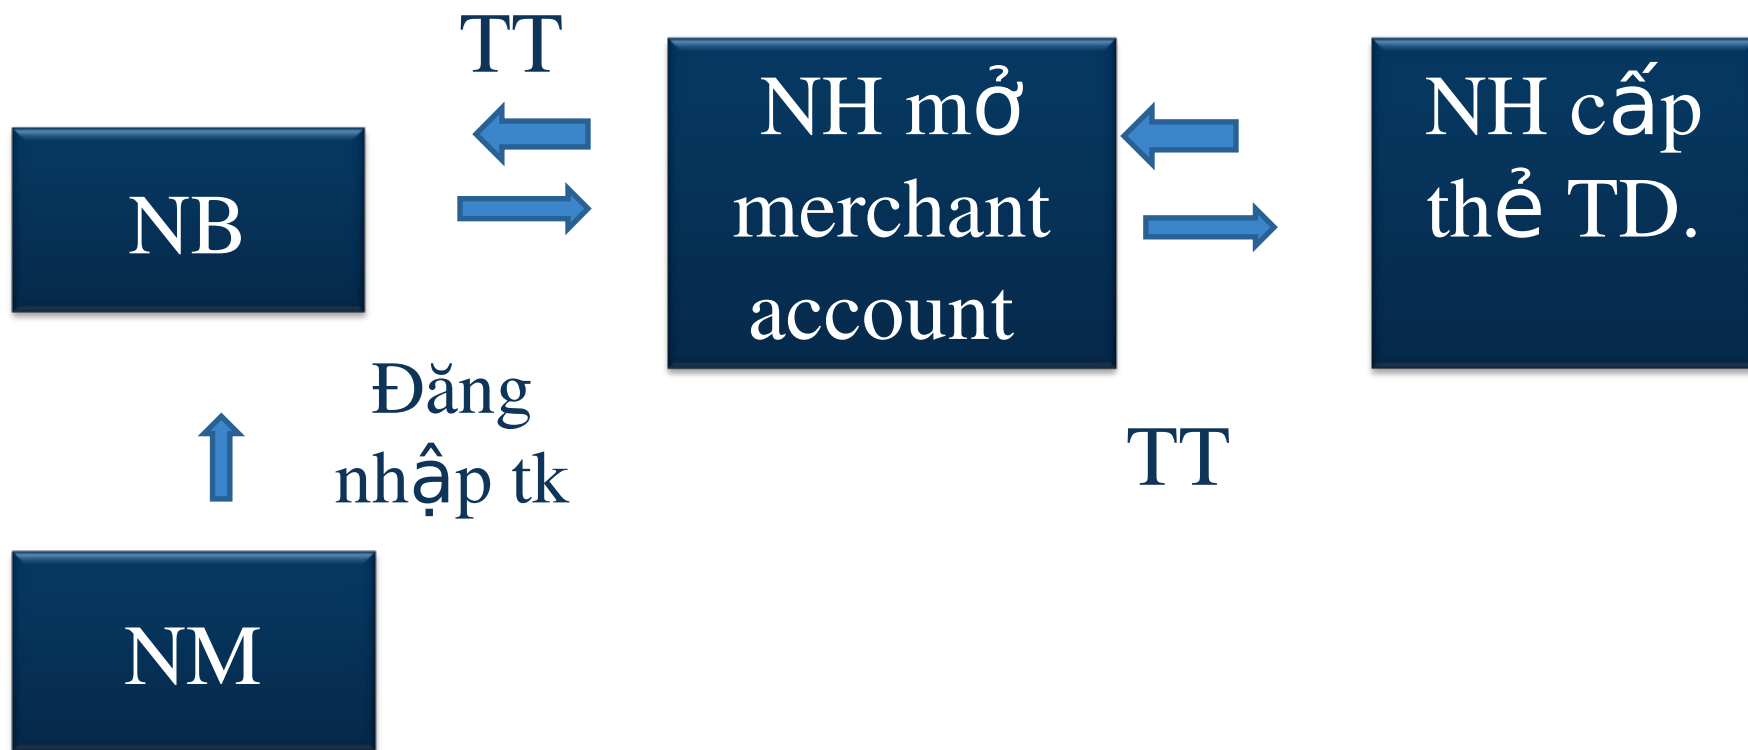 TT
NH mở
merchant
account
NH cấp
thẻ TD.
NB
Đăng
nhập tk
TT
NM